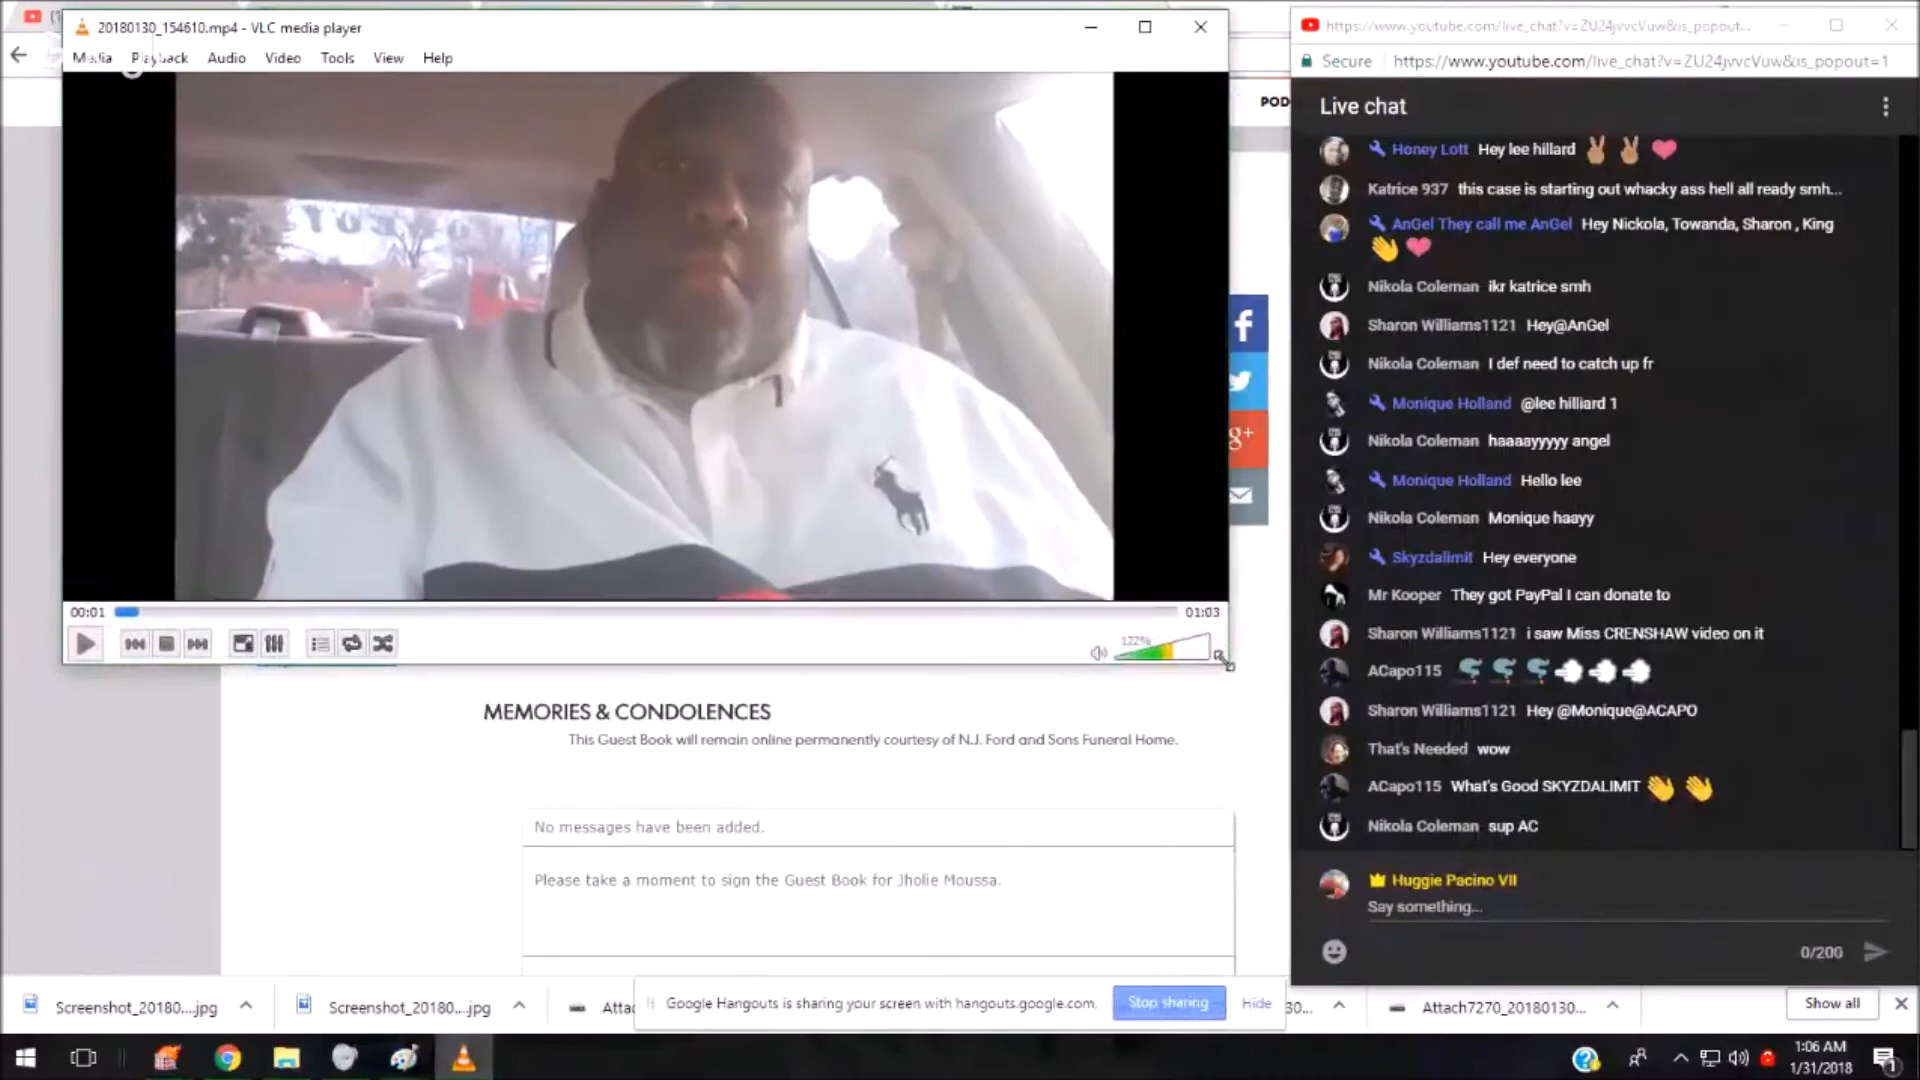 20180130_154610.mp4 - VLC media player
Media Playback Audio Video Tools View Help
00:01
01:03
122%
POD
f
g+
MEMORIES & CONDOLENCES
This Guest Book will remain online permanently courtesy of N.J. Ford and Sons Funeral Home.
No messages have been added.
Please take a moment to sign the Guest Book for Jholie Moussa.
https://www.youtube.com/live_chat?v=ZU24jvvcVuw&is_popout...
Secure https://www.youtube.com/live_chat?v=ZU24jvvcVuw&is_popout=1
Live chat
Honey Lott Hey lee hillard ✌🏽 ✌🏽 ❤
Katrice 937 this case is starting out whacky ass hell all ready smh...
AnGel They call me AnGel Hey Nickola, Towanda, Sharon , King
👋 ❤
Nikola Coleman ikr katrice smh
Sharon Williams1121 Hey@AnGel
Nikola Coleman I def need to catch up fr
Monique Holland @lee hilliard 1
Nikola Coleman haaaayyyyy angel
Monique Holland Hello lee
Nikola Coleman Monique haayy
Skyzdalimit Hey everyone
Mr Kooper They got PayPal I can donate to
Sharon Williams1121 i saw Miss CRENSHAW video on it
ACapo115
Sharon Williams1121 Hey @Monique@ACAPO
That's Needed wow
ACapo115 What's Good SKYZDALIMIT 👋 👋
Nikola Coleman sup AC
Huggie Pacino VII
Say something...
0/200
Screenshot_20180....jpg
Screenshot_20180....jpg
Attac
Google Hangouts is sharing your screen with hangouts.google.com.
Stop sharing
Hide
30...
Attach7270_20180130...
Show all
1:06 AM
1/31/2018
1